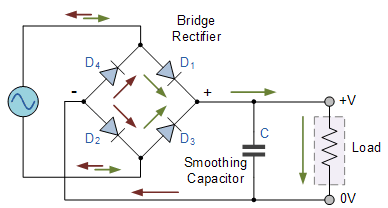 Bridge
Rectifier
D4
D1
-
+
+V
D2
D3
C
Load
Smoothing
Capacitor
0V